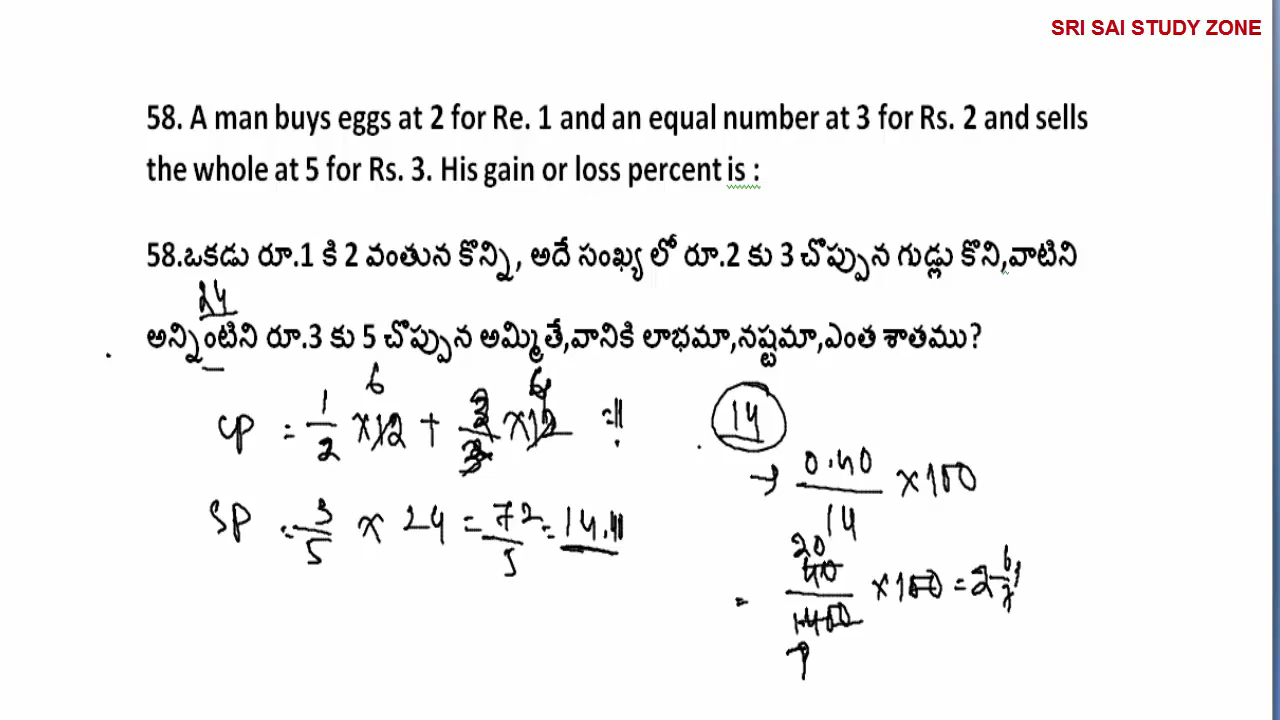 SRI SAI STUDY ZONE
58. A man buys eggs at 2 for Re. 1 and an equal number at 3 for Rs. 2 and sells
the whole at 5 for Rs. 3. His gain or loss percent is :
58.ఒకడు రూ.1 కి 2 వంతున కొన్ని, అదే సంఖ్య లో రూ.2 కు 3 చొప్పున గుడ్లు కొని,వాటిని
24
అన్నింటిని రూ.3 కు 5 చొప్పున అమ్మితే,వానికి లాభమా,నష్టమా,ఎంత శాతము?
6
CP = 1/2 × 12 + 2/3 × 12 =
14
→ 0.40/14 × 100
SP = 3/5 × 24 = 72/5 = 14.4
20
= 40/1400 × 100 = 2 6/7
7